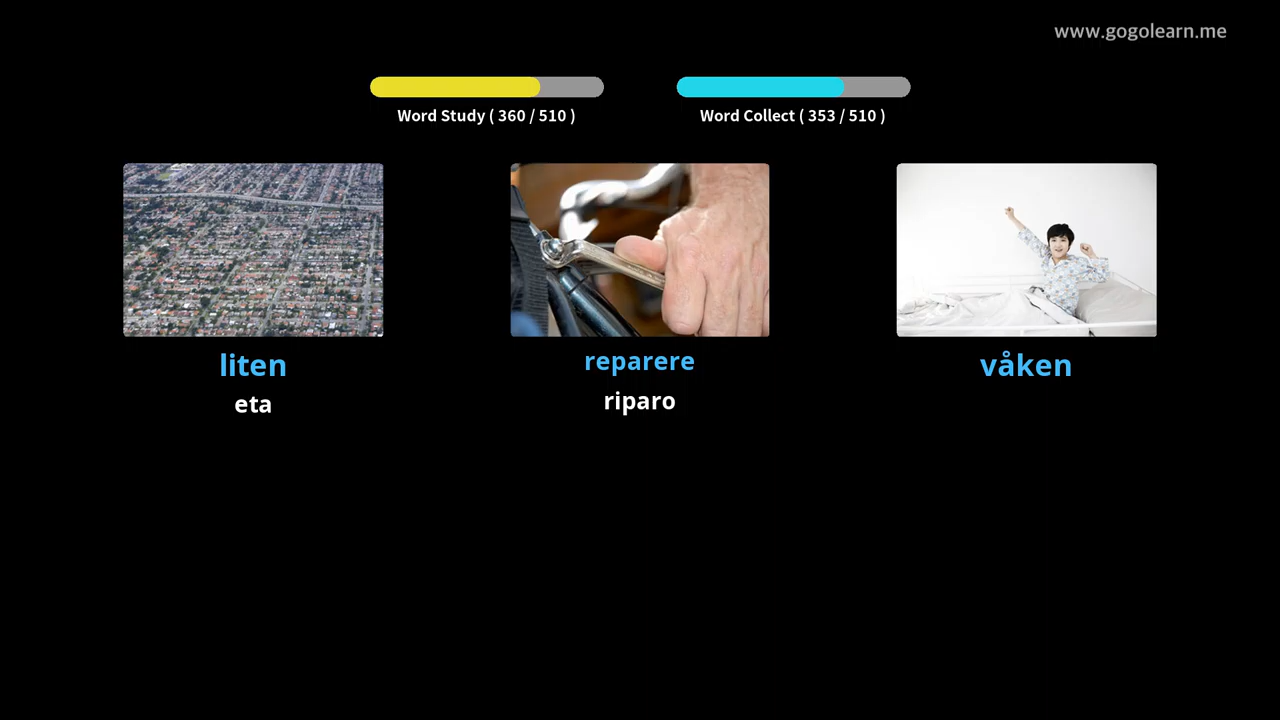 www.gogolearn.me
Word Study ( 360 / 510 )
Word Collect ( 353 / 510 )
liten
eta
reparere
riparo
våken